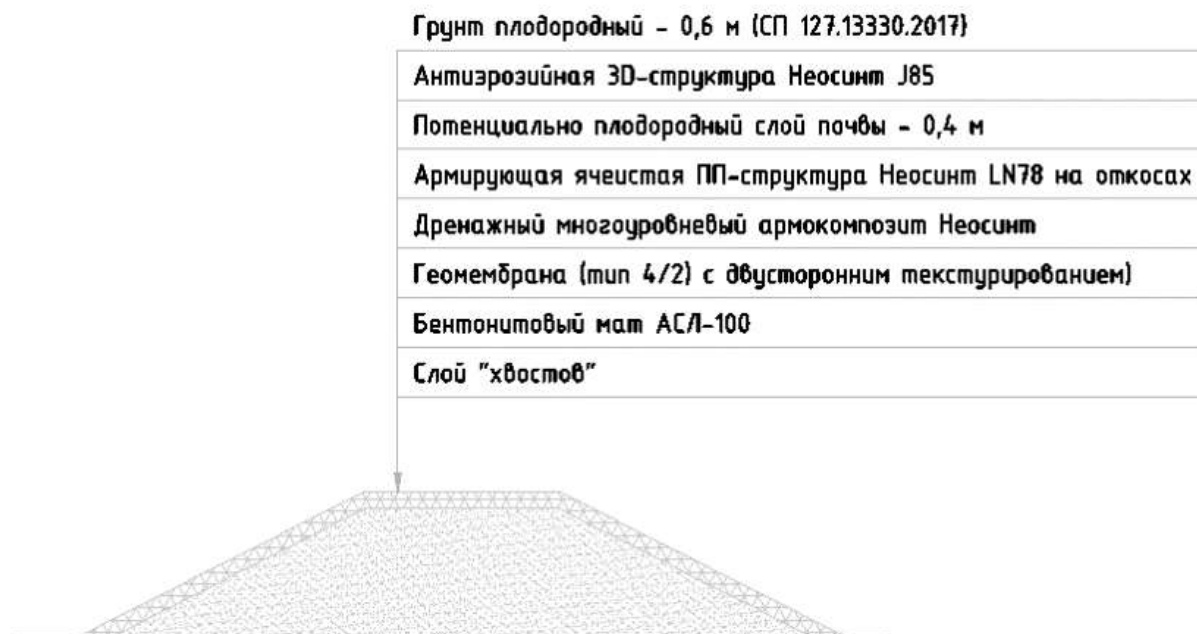 Грунт плодородный - 0,6 м (СП 127.13330.2017)
Антиэрозийная 3D-структура Неосинт J85
Потенциально плодородный слой почвы - 0,4 м
Армирующая ячеистая ПП-структура Неосинт LN78 на откосах
Дренажный многоуровневый армокомпозит Неосинт
Геомембрана (тип 4/2) с двусторонним текстурированием)
Бентонитовый мат АСЛ-100
Слой "хвостов"